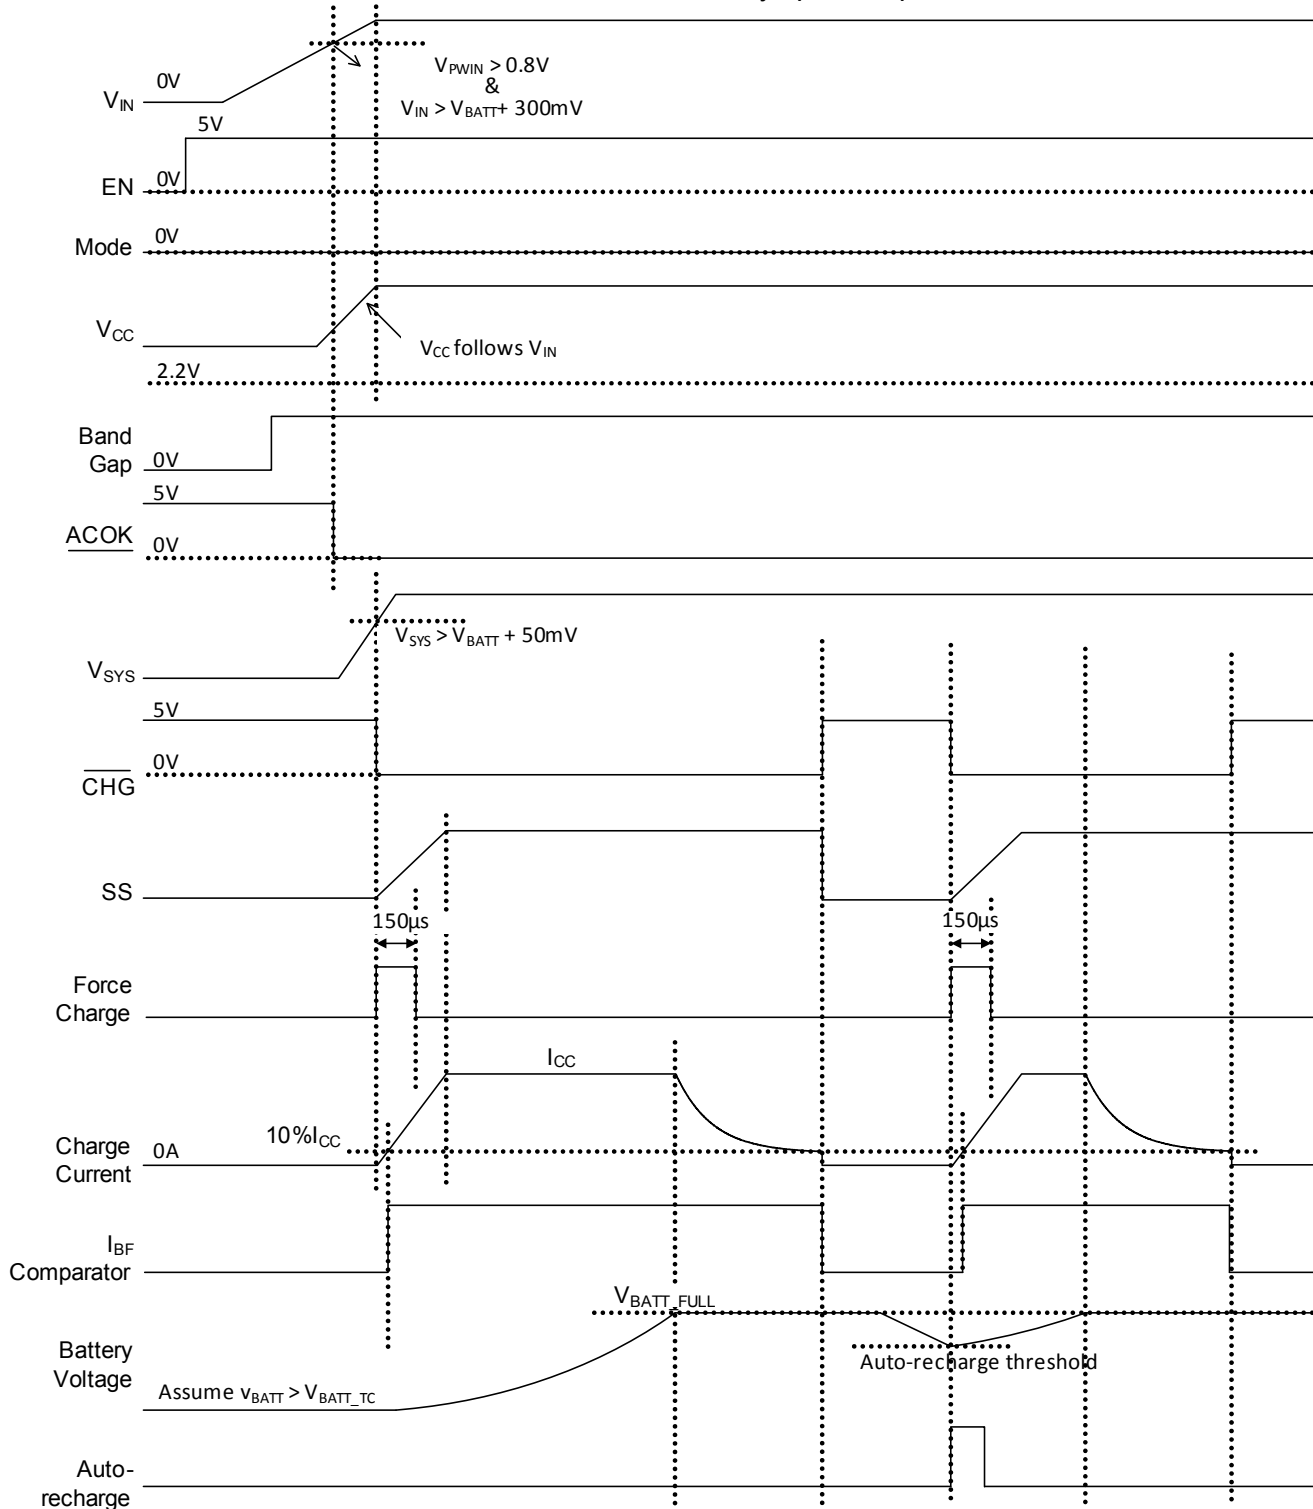 V_IN
0V
V_PWIN > 0.8V
&
V_IN > V_BATT + 300mV
5V
EN
0V
Mode
0V
V_CC
V_CC follows V_IN
2.2V
Band
Gap
0V
5V
ACOK
0V
V_SYS > V_BATT + 50mV
V_SYS
5V
0V
CHG
SS
150µs
150µs
Force
Charge
I_CC
10%I_CC
Charge
Current
0A
I_BF
Comparator
V_BATT_FULL
Battery
Voltage
Auto-recharge threshold
Assume v_BATT > V_BATT_TC
Auto-
recharge